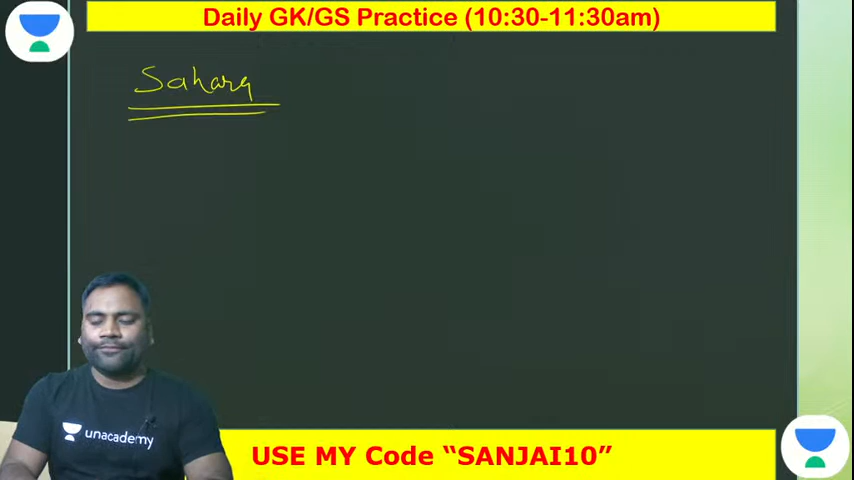 Daily GK/GS Practice (10:30-11:30am)
Sahara
unacademy
USE MY Code “SANJAI10”